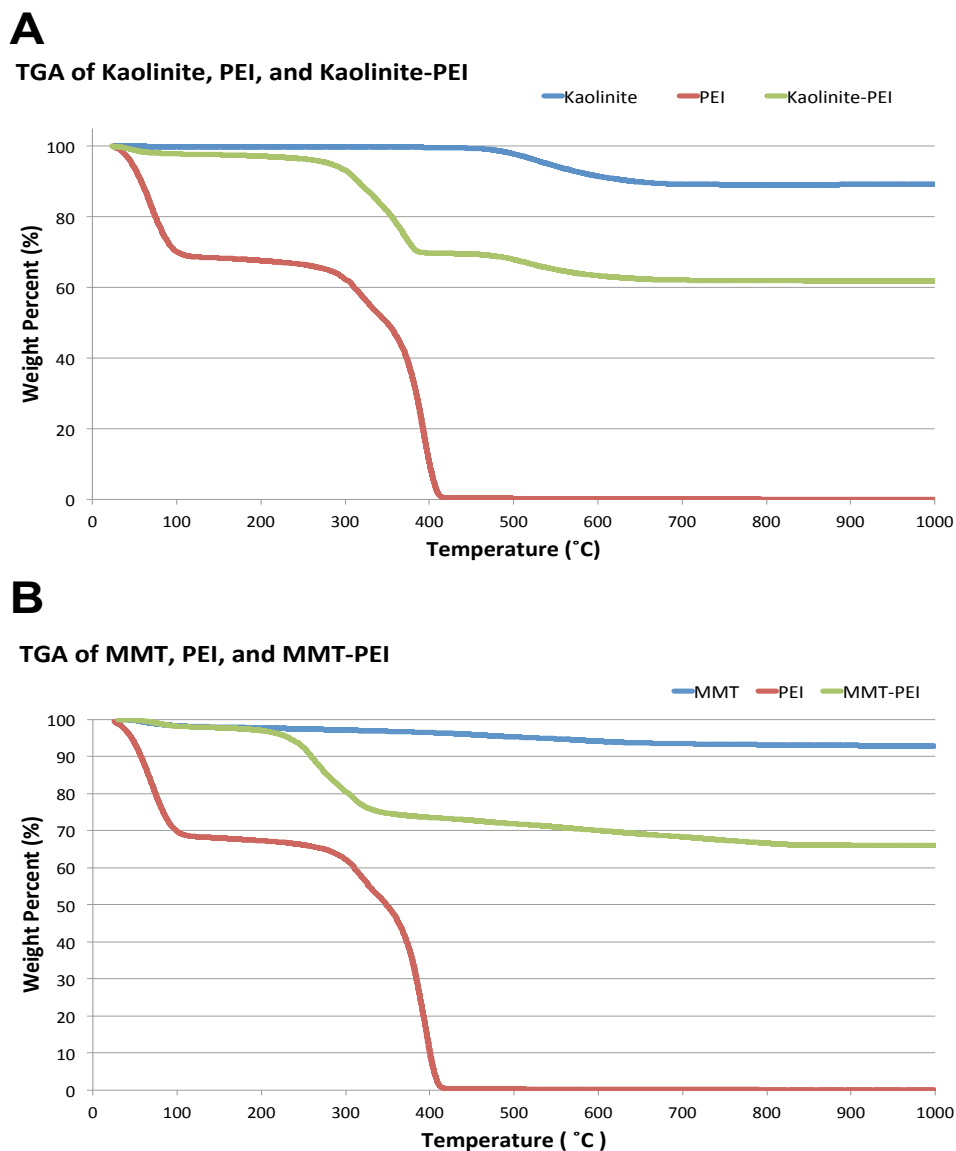 A
TGA of Kaolinite, PEI, and Kaolinite-PEI
Kaolinite PEI Kaolinite-PEI
100
80
60
40
20
0
Weight Percent (%)
0 100 200 300 400 500 600 700 800 900 1000
Temperature (˚C)
B
TGA of MMT, PEI, and MMT-PEI
MMT PEI MMT-PEI
100
90
80
70
60
50
40
30
20
10
0
Weight Percent (%)
0 100 200 300 400 500 600 700 800 900 1000
Temperature ( ˚C )